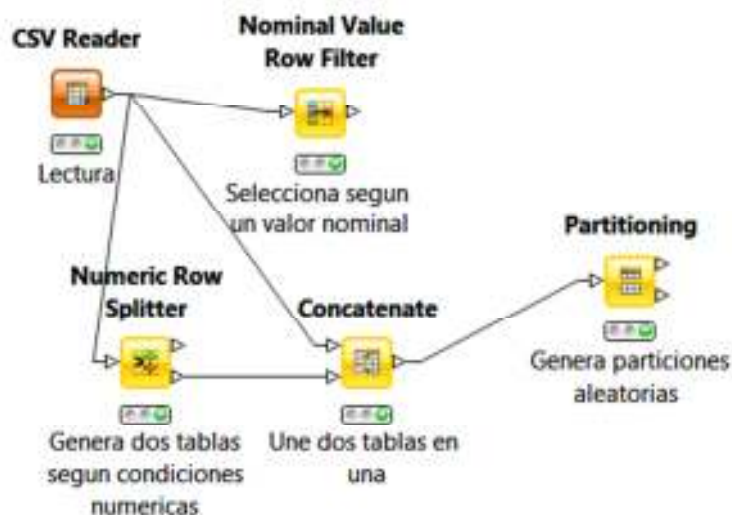 CSV Reader
Lectura
Nominal Value
Row Filter
Selecciona segun
un valor nominal
Numeric Row
Splitter
Genera dos tablas
segun condiciones
numericas
Concatenate
Une dos tablas en
una
Partitioning
Genera particiones
aleatorias